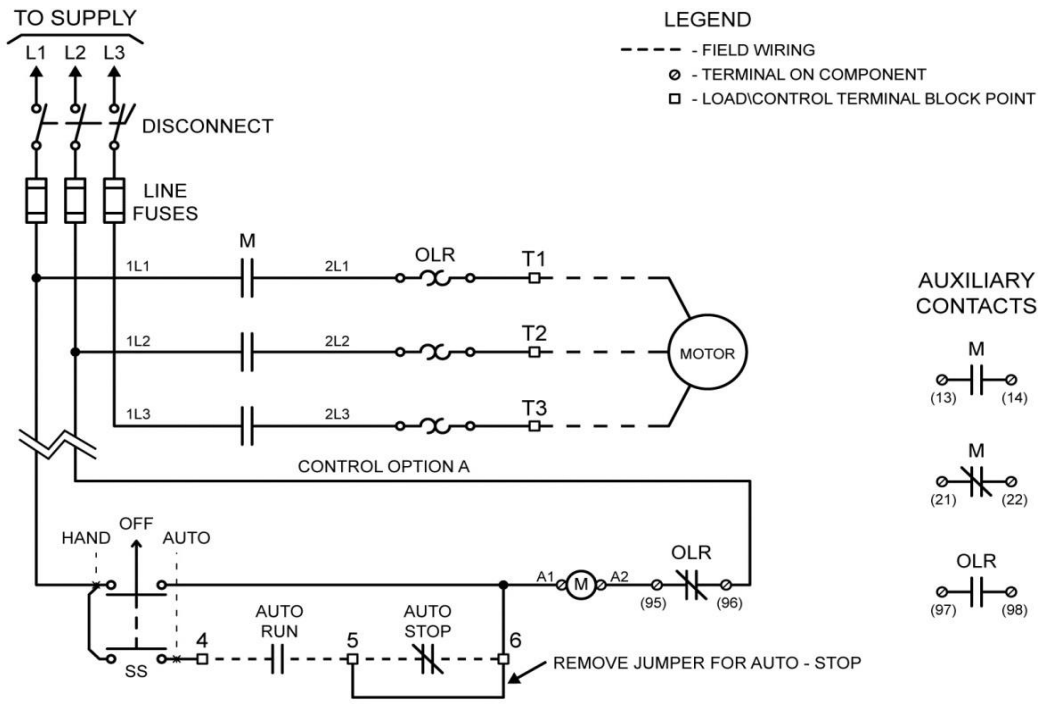 TO SUPPLY
L1 L2 L3
DISCONNECT
LINE
FUSES
LEGEND
- FIELD WIRING
- TERMINAL ON COMPONENT
- LOAD\CONTROL TERMINAL BLOCK POINT
M
OLR
1L1
2L1
T1
1L2
2L2
T2
MOTOR
1L3
2L3
T3
CONTROL OPTION A
AUXILIARY
CONTACTS
M
(13) (14)
M
(21) (22)
OLR
(97) (98)
HAND
OFF
AUTO
A1
M
A2
(95)
OLR
(96)
SS
4
AUTO
RUN
5
AUTO
STOP
6
REMOVE JUMPER FOR AUTO - STOP